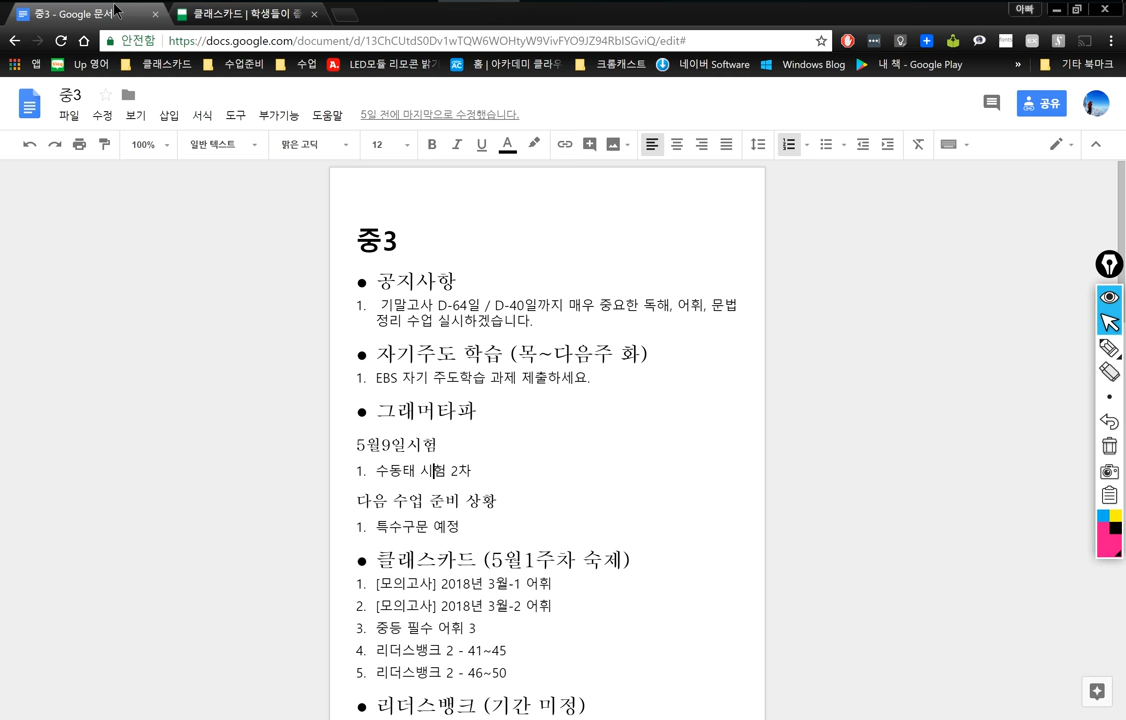 중3 - Google 문서
클래스카드 | 학생들이 좋
아빠
안전함
https://docs.google.com/document/d/13ChCUtdS0Dv1wTQW6WOHtyW9VivFYO9JZ94RbISGviQ/edit#
앱
Up 영어
클래스카드
수업준비
수업
LED모듈 리모콘 밝기
홈 | 아카데미 클라우
크롬캐스트
네이버 Software
Windows Blog
내 책 - Google Play
»
기타 북마크
중3
공유
파일 수정 보기 삽입 서식 도구 부가기능 도움말 5일 전에 마지막으로 수정했습니다.
100% 일반 텍스트 맑은 고딕 12 B I U A
중3
● 공지사항
1. 기말고사 D-64일 / D-40일까지 매우 중요한 독해, 어휘, 문법
정리 수업 실시하겠습니다.
● 자기주도 학습 (목~다음주 화)
1. EBS 자기 주도학습 과제 제출하세요.
● 그래머타파
5월9일시험
1. 수동태 시험 2차
다음 수업 준비 상황
1. 특수구문 예정
● 클래스카드 (5월1주차 숙제)
1. [모의고사] 2018년 3월-1 어휘
2. [모의고사] 2018년 3월-2 어휘
3. 중등 필수 어휘 3
4. 리더스뱅크 2 - 41~45
5. 리더스뱅크 2 - 46~50
● 리더스뱅크 (기간 미정)